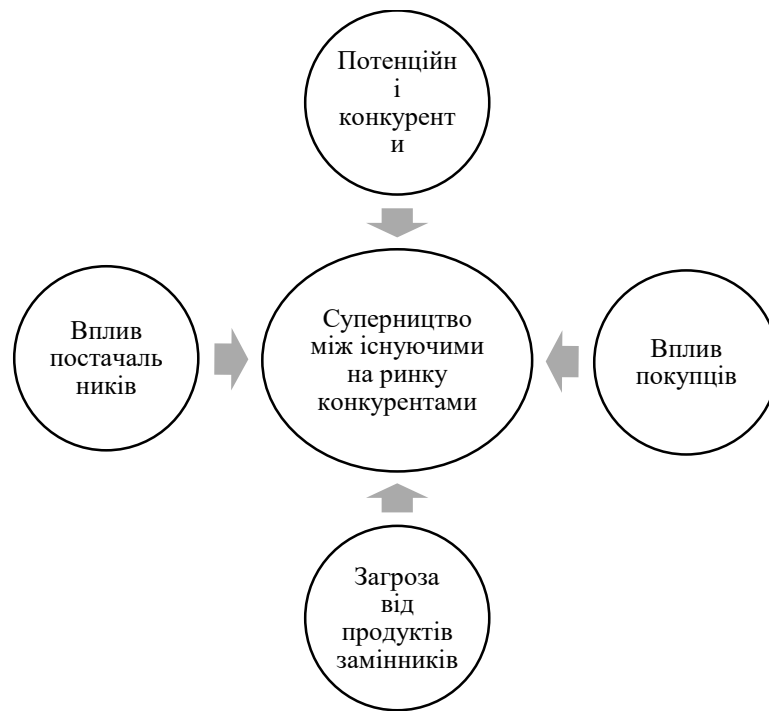 Потенційн
і
конкурент
и
Вплив
постачаль
ників
Суперництво
між існуючими
на ринку
конкурентами
Вплив
покупців
Загроза
від
продуктів
замінників